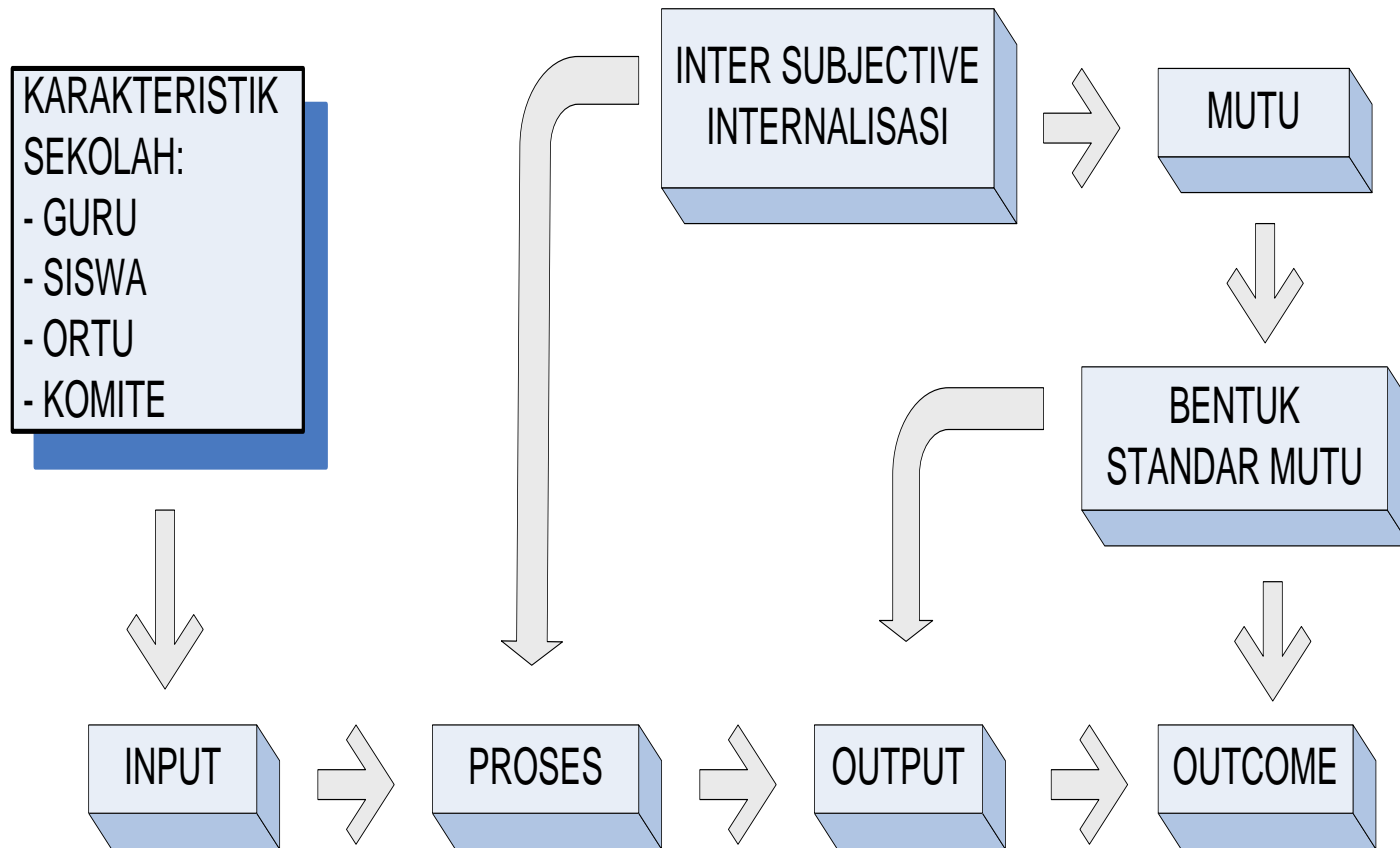 KARAKTERISTIK
SEKOLAH:
- GURU
- SISWA
- ORTU
- KOMITE
INTER SUBJECTIVE
INTERNALISASI
MUTU
BENTUK
STANDAR MUTU
INPUT
PROSES
OUTPUT
OUTCOME